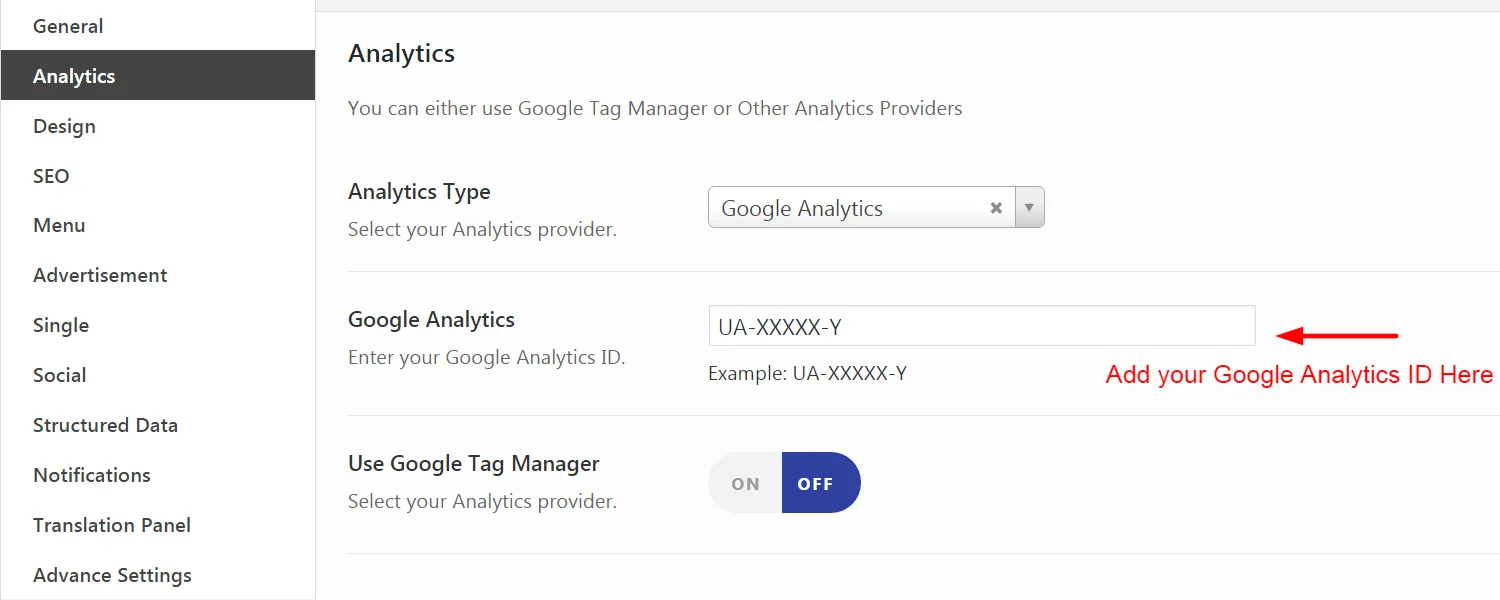 General
Analytics
Design
SEO
Menu
Advertisement
Single
Social
Structured Data
Notifications
Translation Panel
Advance Settings
Analytics
You can either use Google Tag Manager or Other Analytics Providers
Analytics Type
Select your Analytics provider.
Google Analytics
Google Analytics
Enter your Google Analytics ID.
UA-XXXXX-Y
Example: UA-XXXXX-Y
Add your Google Analytics ID Here
Use Google Tag Manager
Select your Analytics provider.
ON OFF